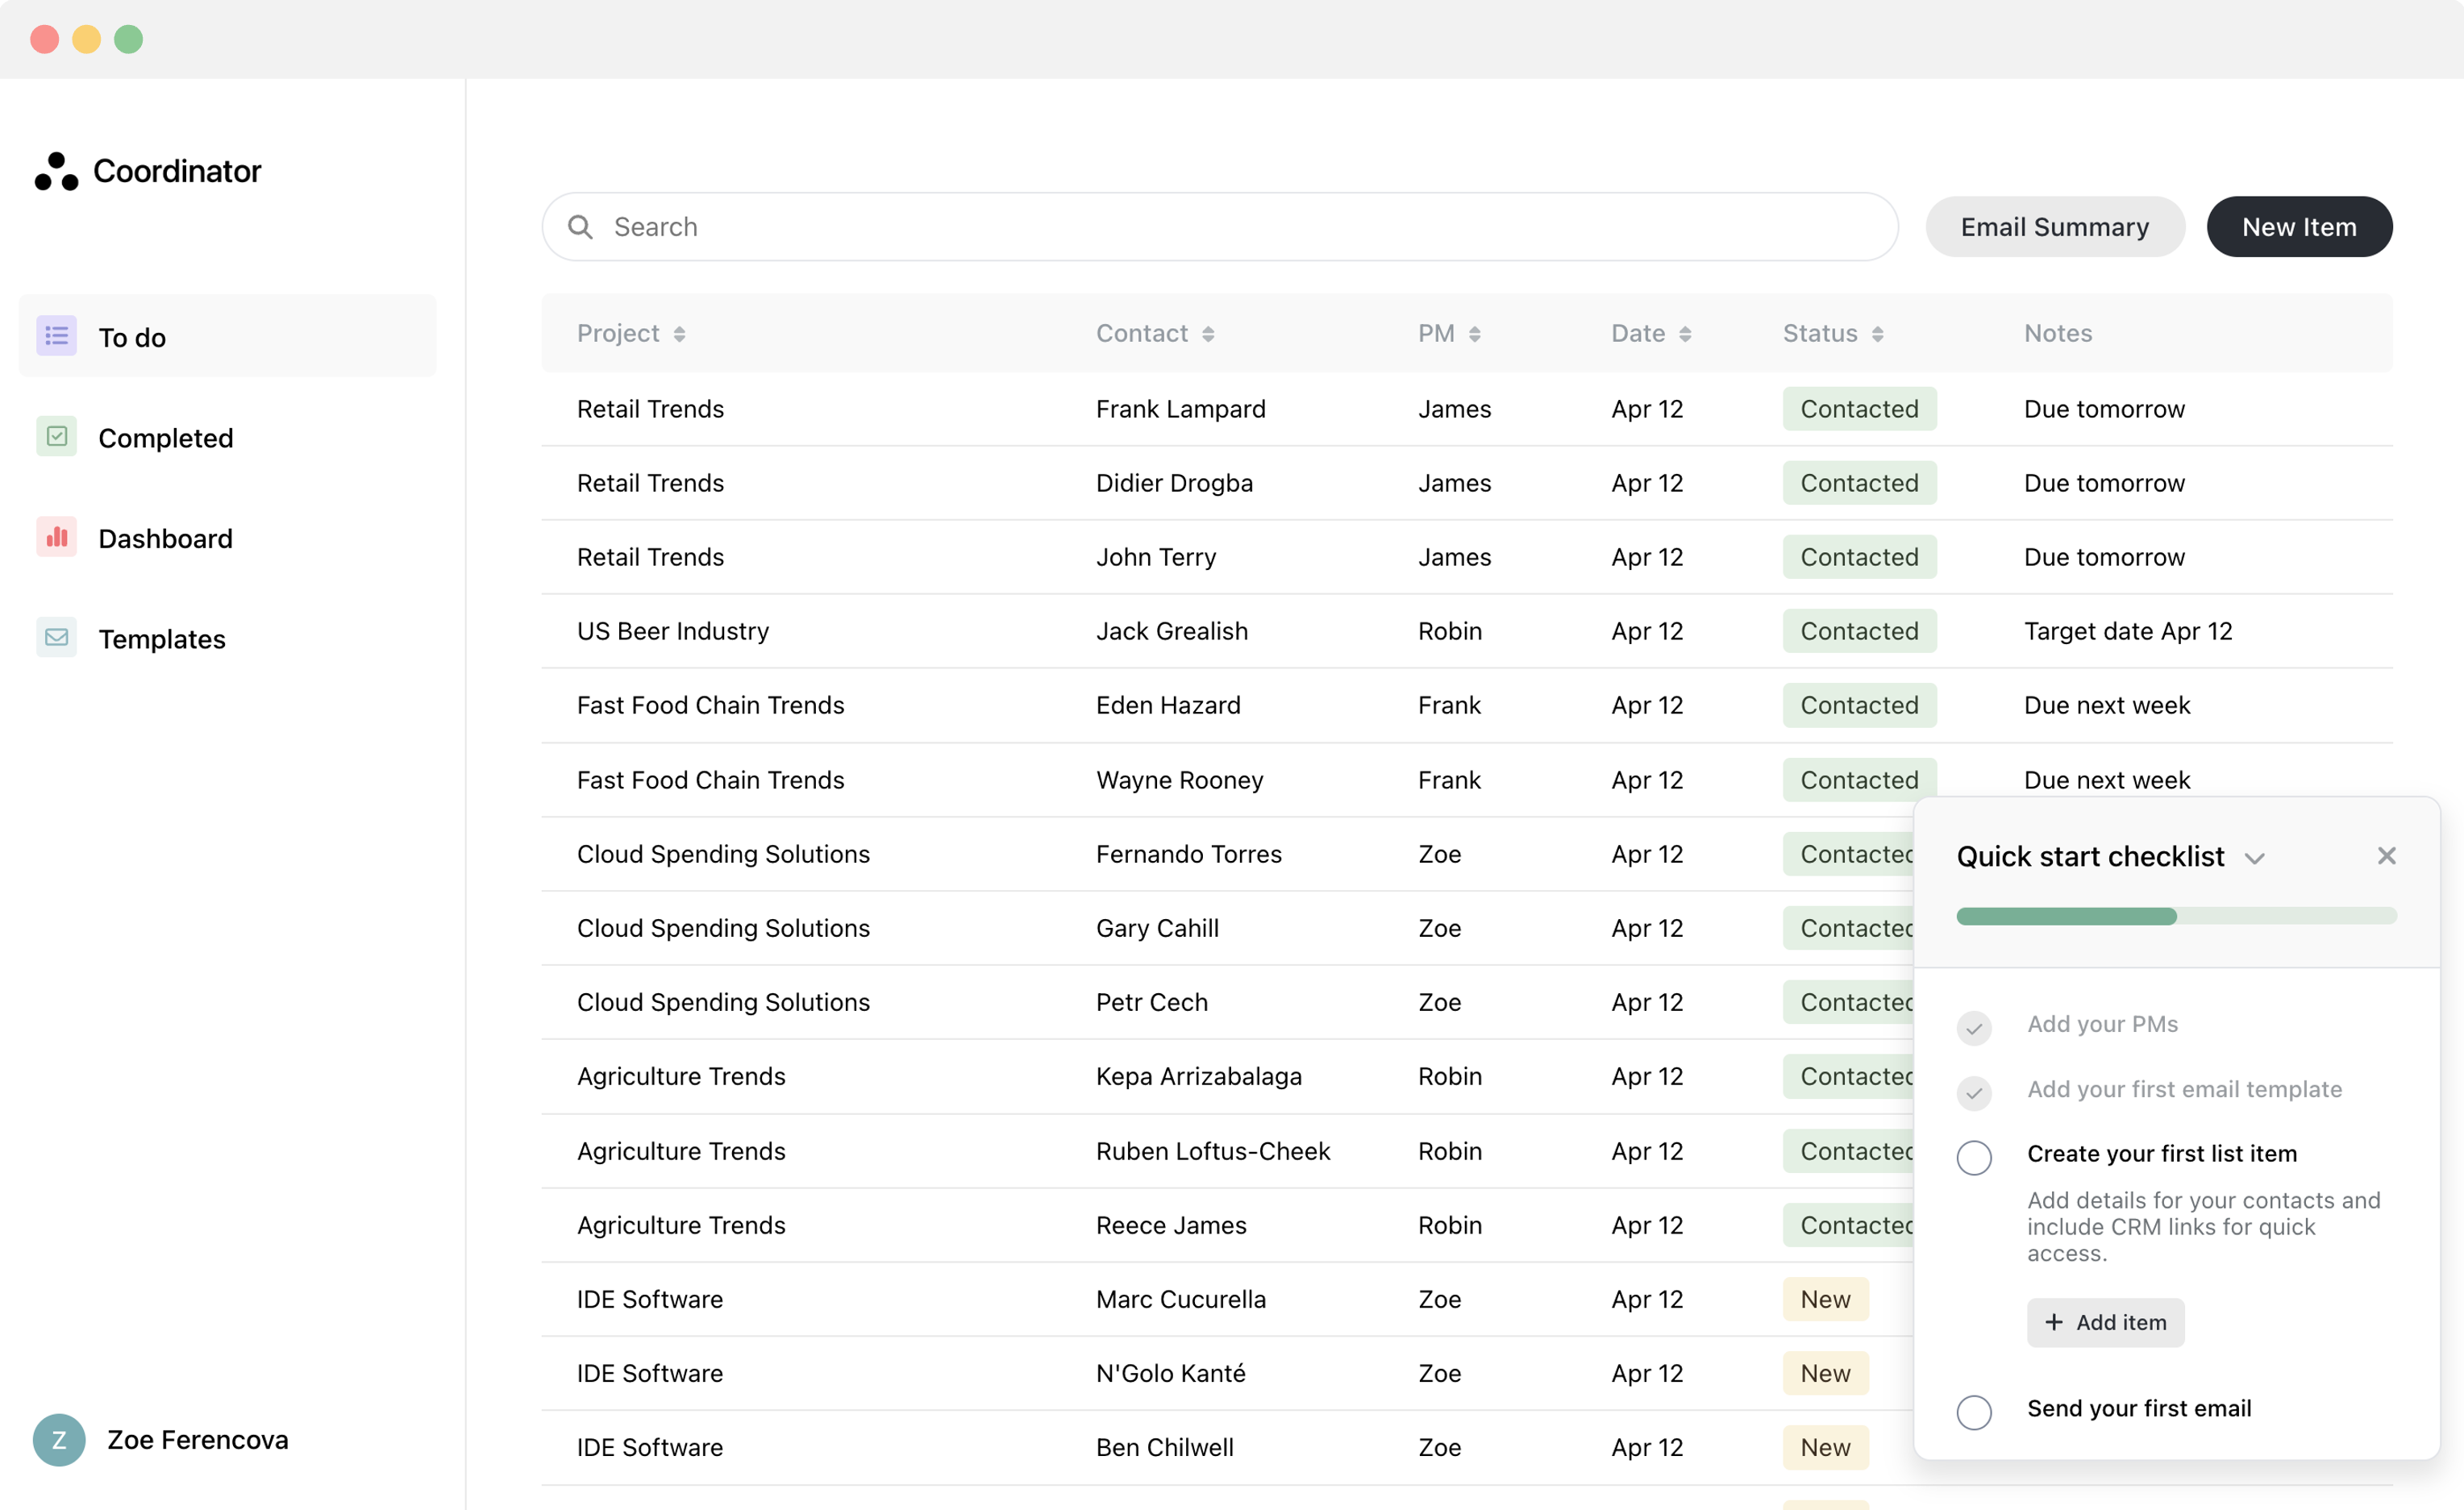 Coordinator
To do
Completed
Dashboard
Templates
Z
Zoe Ferencova
Search
Email Summary
New Item
Project Contact PM Date Status Notes
Retail Trends Frank Lampard James Apr 12 Contacted Due tomorrow
Retail Trends Didier Drogba James Apr 12 Contacted Due tomorrow
Retail Trends John Terry James Apr 12 Contacted Due tomorrow
US Beer Industry Jack Grealish Robin Apr 12 Contacted Target date Apr 12
Fast Food Chain Trends Eden Hazard Frank Apr 12 Contacted Due next week
Fast Food Chain Trends Wayne Rooney Frank Apr 12 Contacted Due next week
Cloud Spending Solutions Fernando Torres Zoe Apr 12 Contacted
Cloud Spending Solutions Gary Cahill Zoe Apr 12 Contacted
Cloud Spending Solutions Petr Cech Zoe Apr 12 Contacted
Agriculture Trends Kepa Arrizabalaga Robin Apr 12 Contacted
Agriculture Trends Ruben Loftus-Cheek Robin Apr 12 Contacted
Agriculture Trends Reece James Robin Apr 12 Contacted
IDE Software Marc Cucurella Zoe Apr 12 New
IDE Software N'Golo Kanté Zoe Apr 12 New
IDE Software Ben Chilwell Zoe Apr 12 New
Quick start checklist
Add your PMs
Add your first email template
Create your first list item
Add details for your contacts and
include CRM links for quick
access.
+ Add item
Send your first email